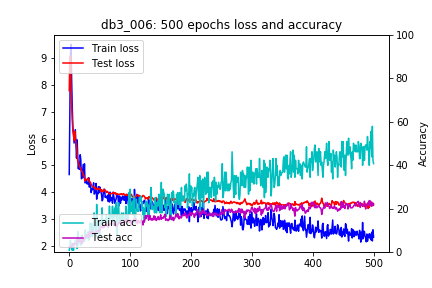 db3_006: 500 epochs loss and accuracy
Train loss
Test loss
Train acc
Test acc
Loss
Accuracy
9
8
7
6
5
4
3
2
100
80
60
40
20
0
0
100
200
300
400
500